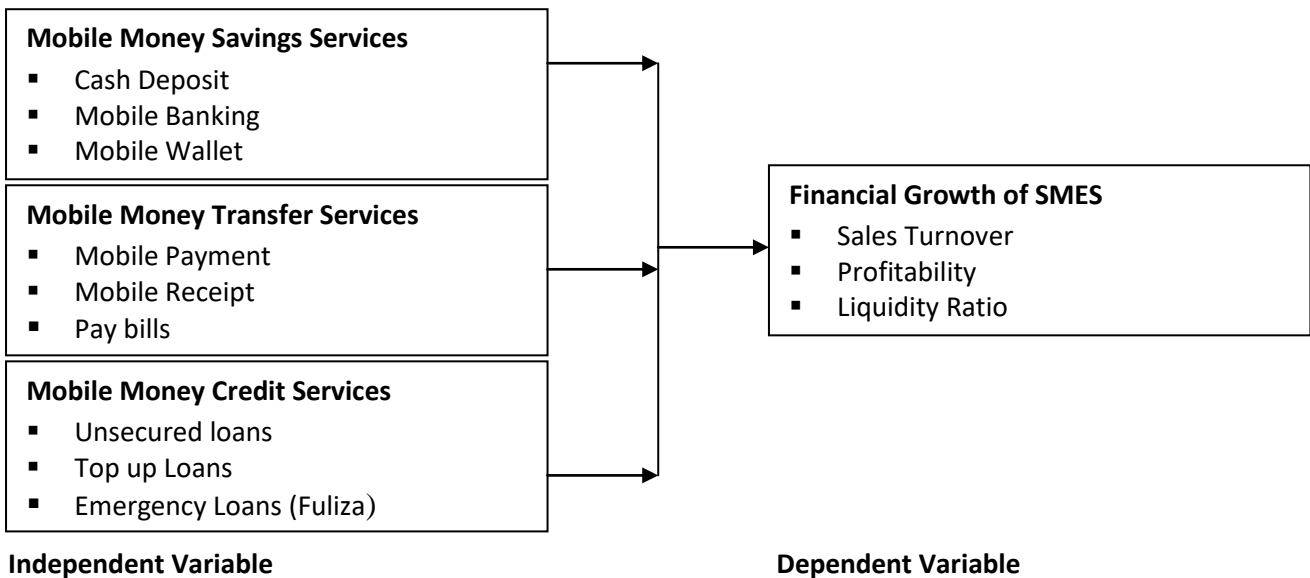 Mobile Money Savings Services
▪ Cash Deposit
▪ Mobile Banking
▪ Mobile Wallet
Mobile Money Transfer Services
▪ Mobile Payment
▪ Mobile Receipt
▪ Pay bills
Mobile Money Credit Services
▪ Unsecured loans
▪ Top up Loans
▪ Emergency Loans (Fuliza)
Independent Variable
Financial Growth of SMES
▪ Sales Turnover
▪ Profitability
▪ Liquidity Ratio
Dependent Variable